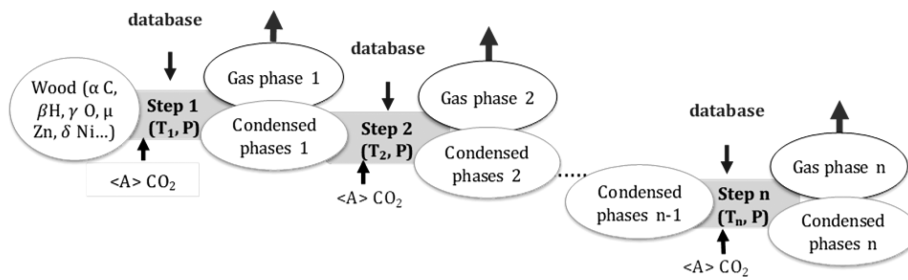 database
Wood (α C,
βH, γ O, μ
Zn, δ Ni...)
Step 1
(T₁, P)
<A> CO₂
Gas phase 1
Condensed
phases 1
database
Step 2
(T₂, P)
<A> CO₂
Gas phase 2
Condensed
phases 2
......
Condensed
phases n-1
database
Step n
(Tₙ, P)
<A> CO₂
Gas phase n
Condensed
phases n